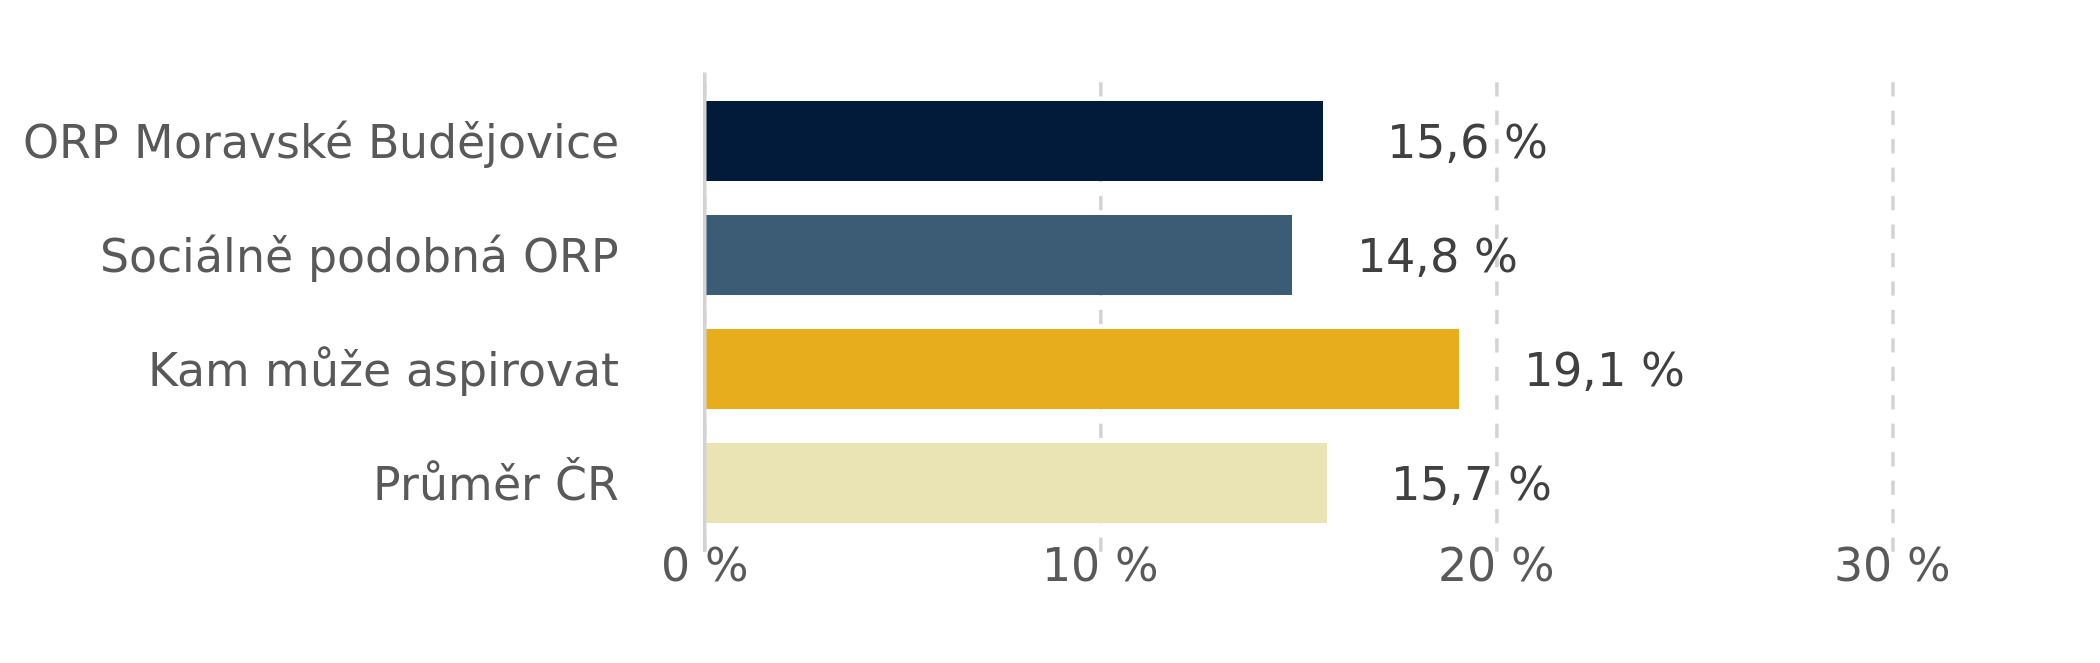 ORP Moravské Budějovice 15,6 %
Sociálně podobná ORP 14,8 %
Kam může aspirovat 19,1 %
Průměr ČR 15,7 %
0 % 10 % 20 % 30 %